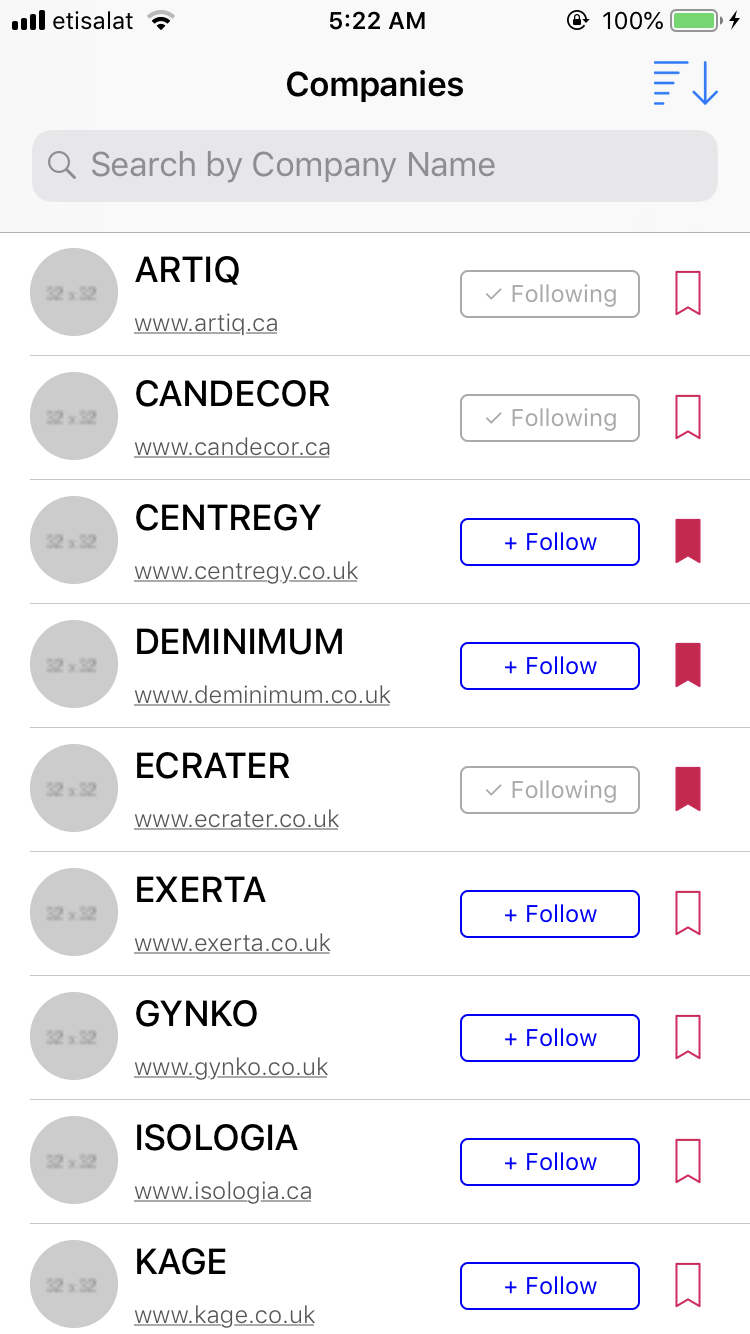 etisalat 5:22 AM 100%
Companies
Search by Company Name
32 x 32
ARTIQ
www.artiq.ca
✓ Following
32 x 32
CANDECOR
www.candecor.ca
✓ Following
32 x 32
CENTREGY
www.centregy.co.uk
+ Follow
32 x 32
DEMINIMUM
www.deminimum.co.uk
+ Follow
32 x 32
ECRATER
www.ecrater.co.uk
✓ Following
32 x 32
EXERTA
www.exerta.co.uk
+ Follow
32 x 32
GYNKO
www.gynko.co.uk
+ Follow
32 x 32
ISOLOGIA
www.isologia.ca
+ Follow
32 x 32
KAGE
www.kage.co.uk
+ Follow